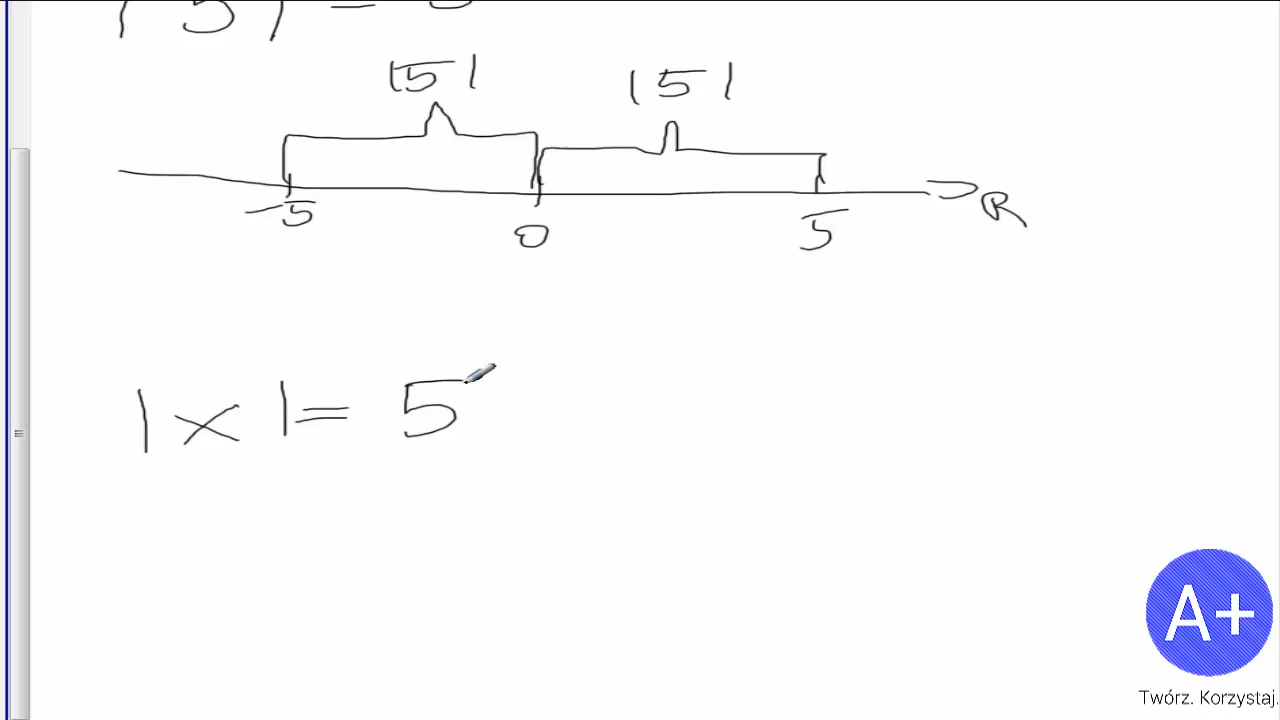 |5| |5|
-5 0 5 R
|x| = 5
A+
Twórz. Korzystaj.